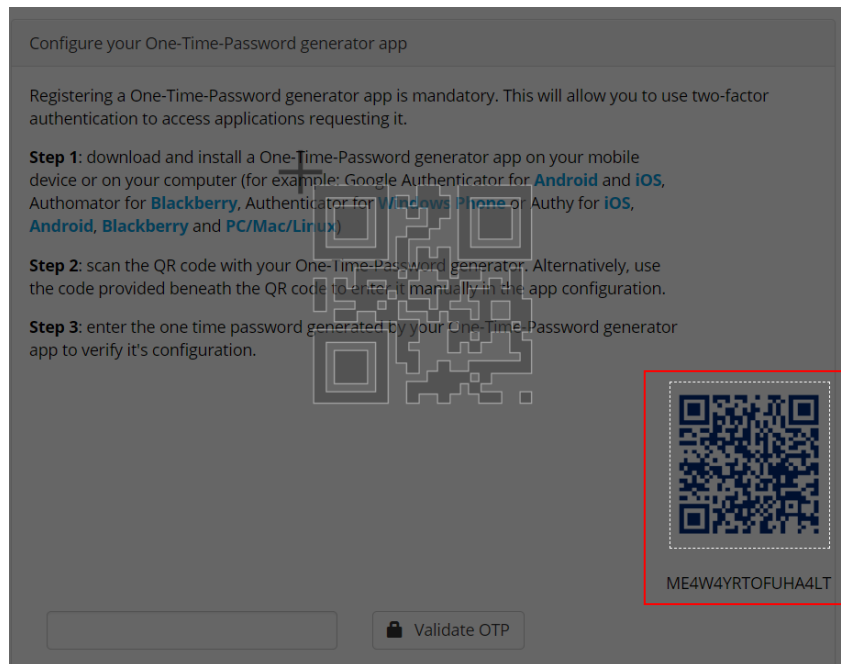 Configure your One-Time-Password generator app
Registering a One-Time-Password generator app is mandatory. This will allow you to use two-factor
authentication to access applications requesting it.
Step 1: download and install a One-Time-Password generator app on your mobile
device or on your computer (for example: Google Authenticator for Android and iOS,
Authomator for Blackberry, Authenticator for Windows Phone or Authy for iOS,
Android, Blackberry and PC/Mac/Linux)
Step 2: scan the QR code with your One-Time-Password generator. Alternatively, use
the code provided beneath the QR code to enter it manually in the app configuration.
Step 3: enter the one time password generated by your One-Time-Password generator
app to verify it's configuration.
ME4W4YRTOFUHA4LT
Validate OTP